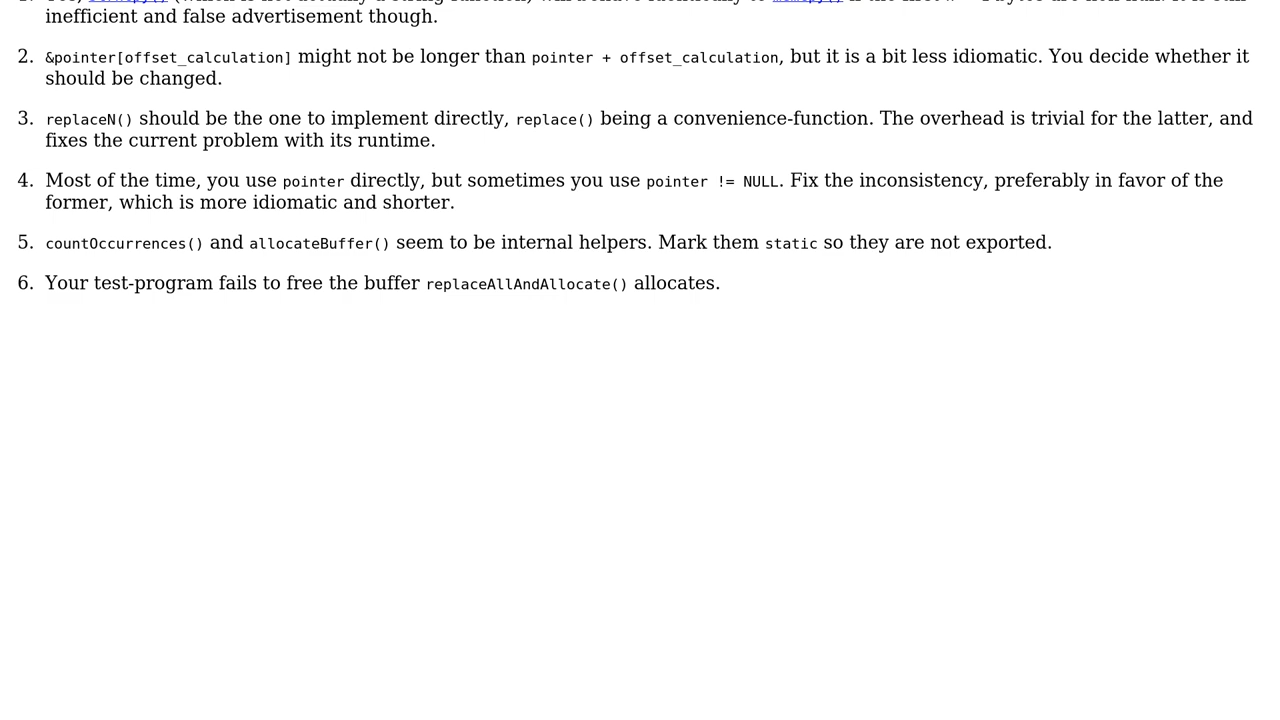 inefficient and false advertisement though.
2. &pointer[offset_calculation] might not be longer than pointer + offset_calculation, but it is a bit less idiomatic. You decide whether it
should be changed.
3. replaceN() should be the one to implement directly, replace() being a convenience-function. The overhead is trivial for the latter, and
fixes the current problem with its runtime.
4. Most of the time, you use pointer directly, but sometimes you use pointer != NULL. Fix the inconsistency, preferably in favor of the
former, which is more idiomatic and shorter.
5. countOccurrences() and allocateBuffer() seem to be internal helpers. Mark them static so they are not exported.
6. Your test-program fails to free the buffer replaceAllAndAllocate() allocates.